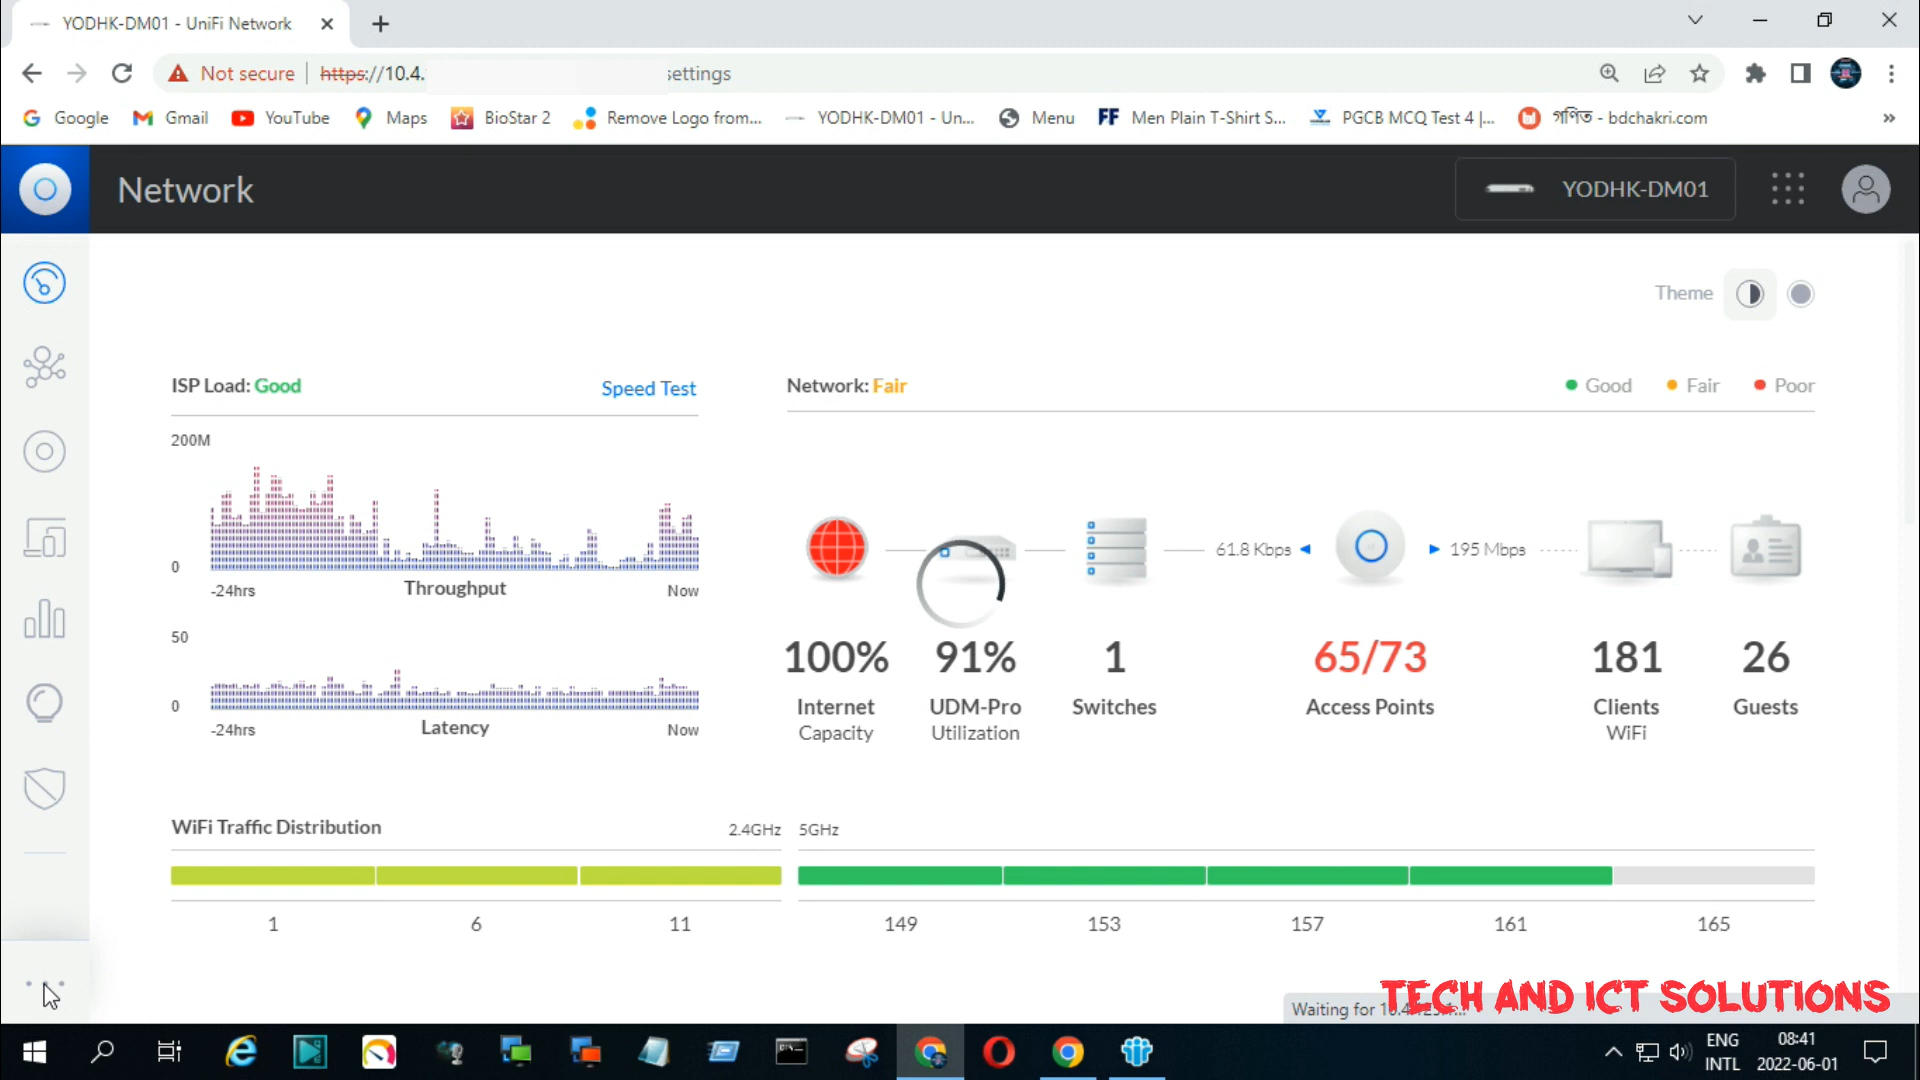 YODHK-DM01 - UniFi Network
Not secure https://10.4. settings
Google Gmail YouTube Maps BioStar 2 Remove Logo from... YODHK-DM01 - Un... Menu FF Men Plain T-Shirt S... PGCB MCQ Test 4 |... গণিত - bdchakri.com
Network YODHK-DM01
Theme
ISP Load: Good Speed Test
Network: Fair Good Fair Poor
200M
0
-24hrs Throughput Now
50
0
-24hrs Latency Now
61.8 Kbps 195 Mbps
100% 91% 1 65/73 181 26
Internet UDM-Pro Switches Access Points Clients Guests
Capacity Utilization WiFi
WiFi Traffic Distribution 2.4GHz 5GHz
1 6 11 149 153 157 161 165
TECH AND ICT SOLUTIONS
Waiting for
ENG 08:41
INTL 2022-06-01